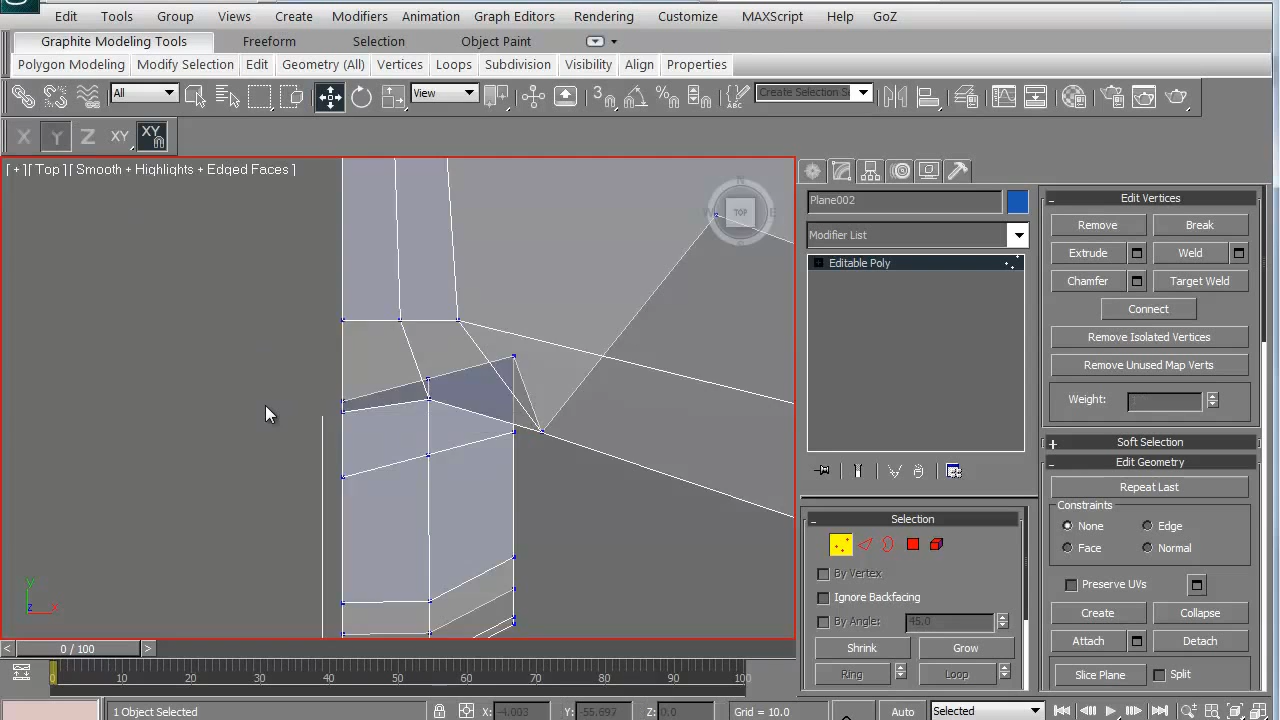 Edit Tools Group Views Create Modifiers Animation Graph Editors Rendering Customize MAXScript Help GoZ
Graphite Modeling Tools Freeform Selection Object Paint
Polygon Modeling Modify Selection Edit Geometry (All) Vertices Loops Subdivision Visibility Align Properties
All View 3 Create Selection Se
X Y Z XY XY
[ + ] [ Top ] [ Smooth + Highlights + Edged Faces ]
N
W TOP E
S
Plane002
Modifier List
Editable Poly
Selection
By Vertex
Ignore Backfacing
By Angle: 45.0
Shrink Grow
Ring Loop
Edit Vertices
Remove Break
Extrude Weld
Chamfer Target Weld
Connect
Remove Isolated Vertices
Remove Unused Map Verts
Weight:
Soft Selection
Edit Geometry
Repeat Last
Constraints
None Edge
Face Normal
Preserve UVs
Create Collapse
Attach Detach
Slice Plane Split
y
z x
< 0 / 100 >
0 10 20 30 40 50 60 70 80 90 100
1 Object Selected X: -4.003 Y: -55.697 Z: 0.0 Grid = 10.0 Auto Selected